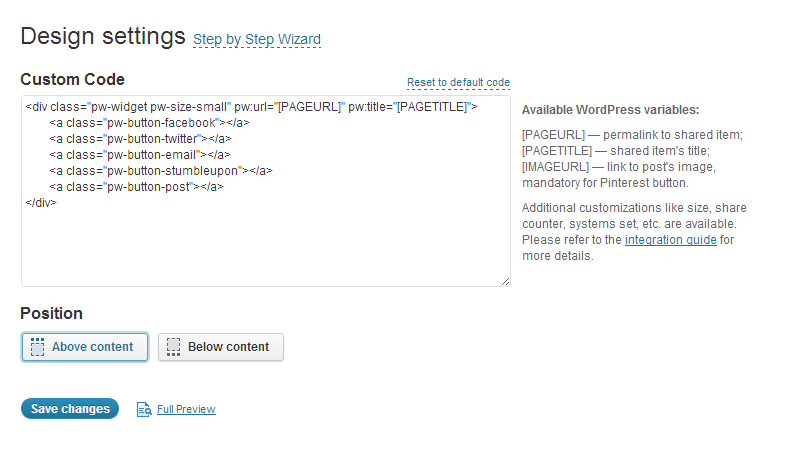 Design settings Step by Step Wizard
Custom Code
Reset to default code
<div class="pw-widget pw-size-small" pw:url="[PAGEURL]" pw:title="[PAGETITLE]">
<a class="pw-button-facebook"></a>
<a class="pw-button-twitter"></a>
<a class="pw-button-email"></a>
<a class="pw-button-stumbleupon"></a>
<a class="pw-button-post"></a>
</div>
Available WordPress variables:
[PAGEURL] — permalink to shared item;
[PAGETITLE] — shared item's title;
[IMAGEURL] — link to post's image,
mandatory for Pinterest button.
Additional customizations like size, share
counter, systems set, etc. are available.
Please refer to the integration guide for
more details.
Position
Above content
Below content
Save changes
Full Preview